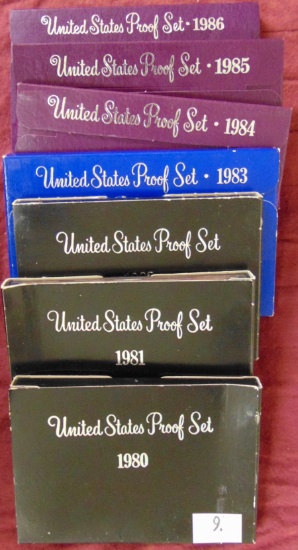 United States Proof Set • 1986
United States Proof Set • 1985
United States Proof Set • 1984
United States Proof Set • 1983
United States Proof Set
United States Proof Set
1981
United States Proof Set
1980
9.